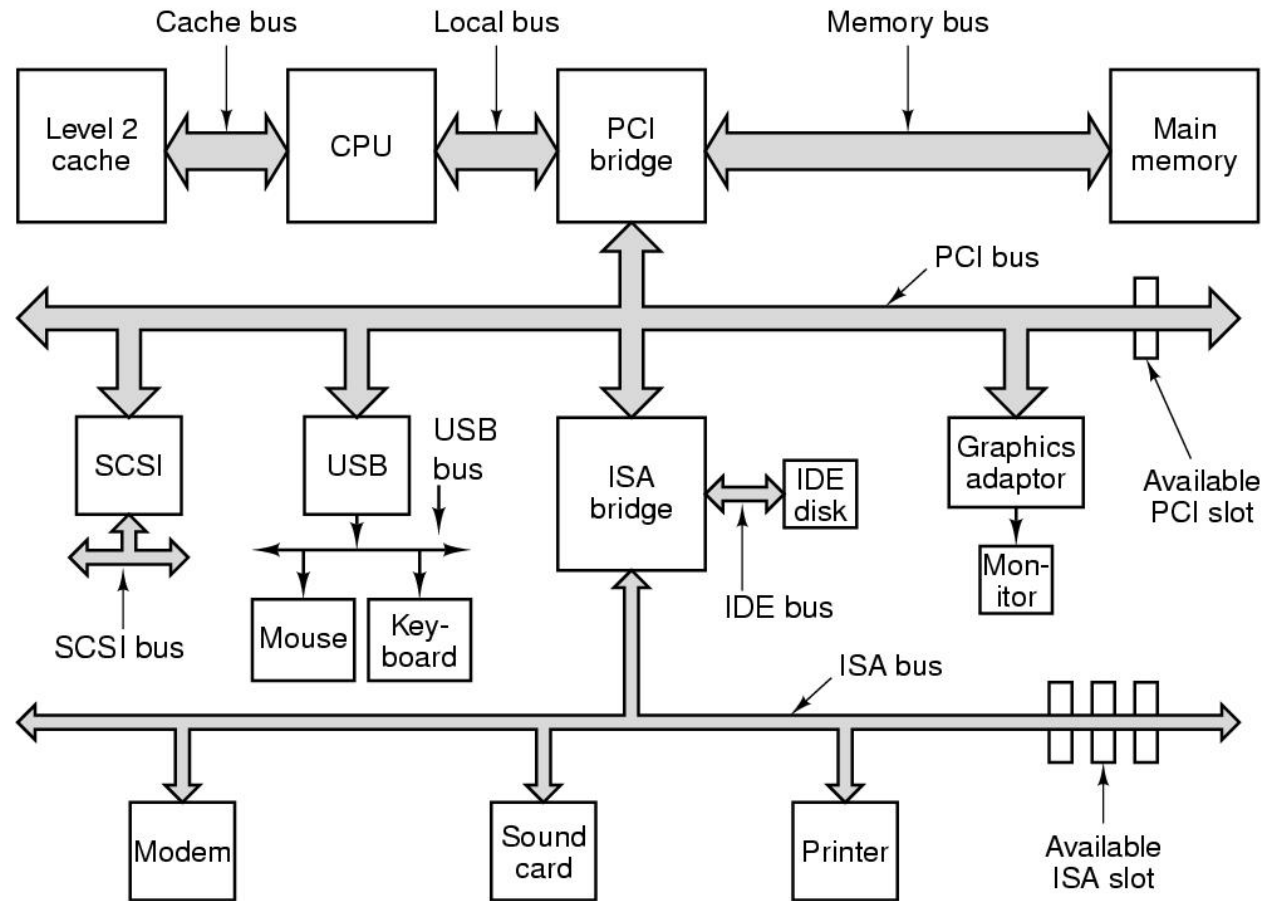 Cache bus
Local bus
Memory bus
Level 2
cache
CPU
PCI
bridge
Main
memory
PCI bus
SCSI
USB
USB
bus
ISA
bridge
IDE
disk
Graphics
adaptor
Available
PCI slot
Mon-
itor
IDE bus
SCSI bus
Mouse
Key-
board
ISA bus
Modem
Sound
card
Printer
Available
ISA slot